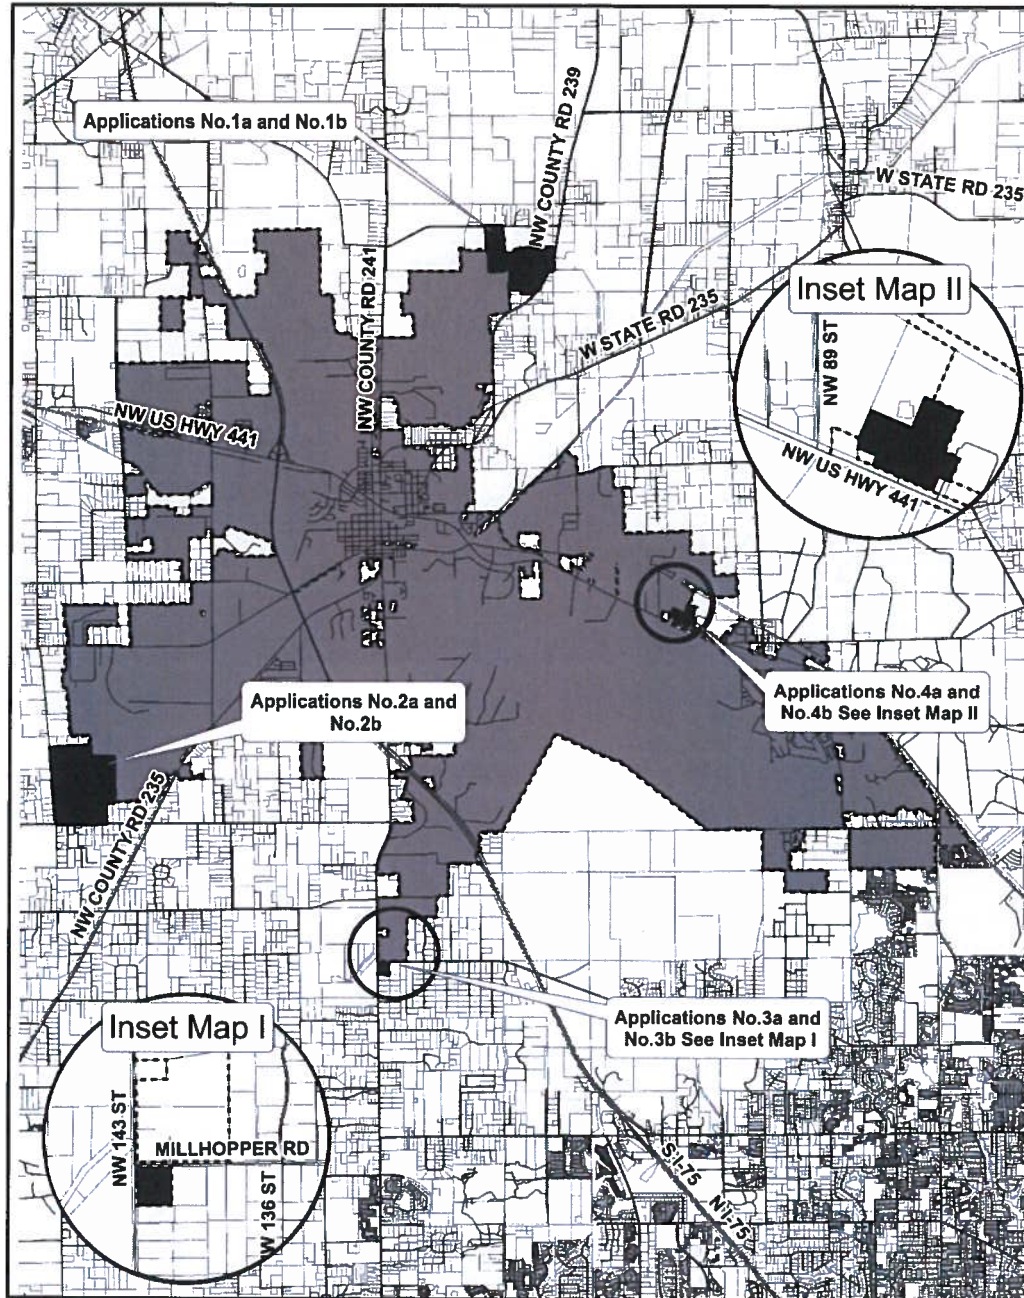 Applications No.1a and No.1b
NW COUNTY RD 239
W STATE RD 235
NW COUNTY RD 241
Inset Map II
W STATE RD 235
NW 89 ST
NW US HWY 441
NW US HWY 441
Applications No.2a and
No.2b
Applications No.4a and
No.4b See Inset Map II
NW COUNTY RD 235
Applications No.3a and
No.3b See Inset Map I
Inset Map I
NW 143 ST
MILLHOPPER RD
W 136 ST
S I-75
N I-75